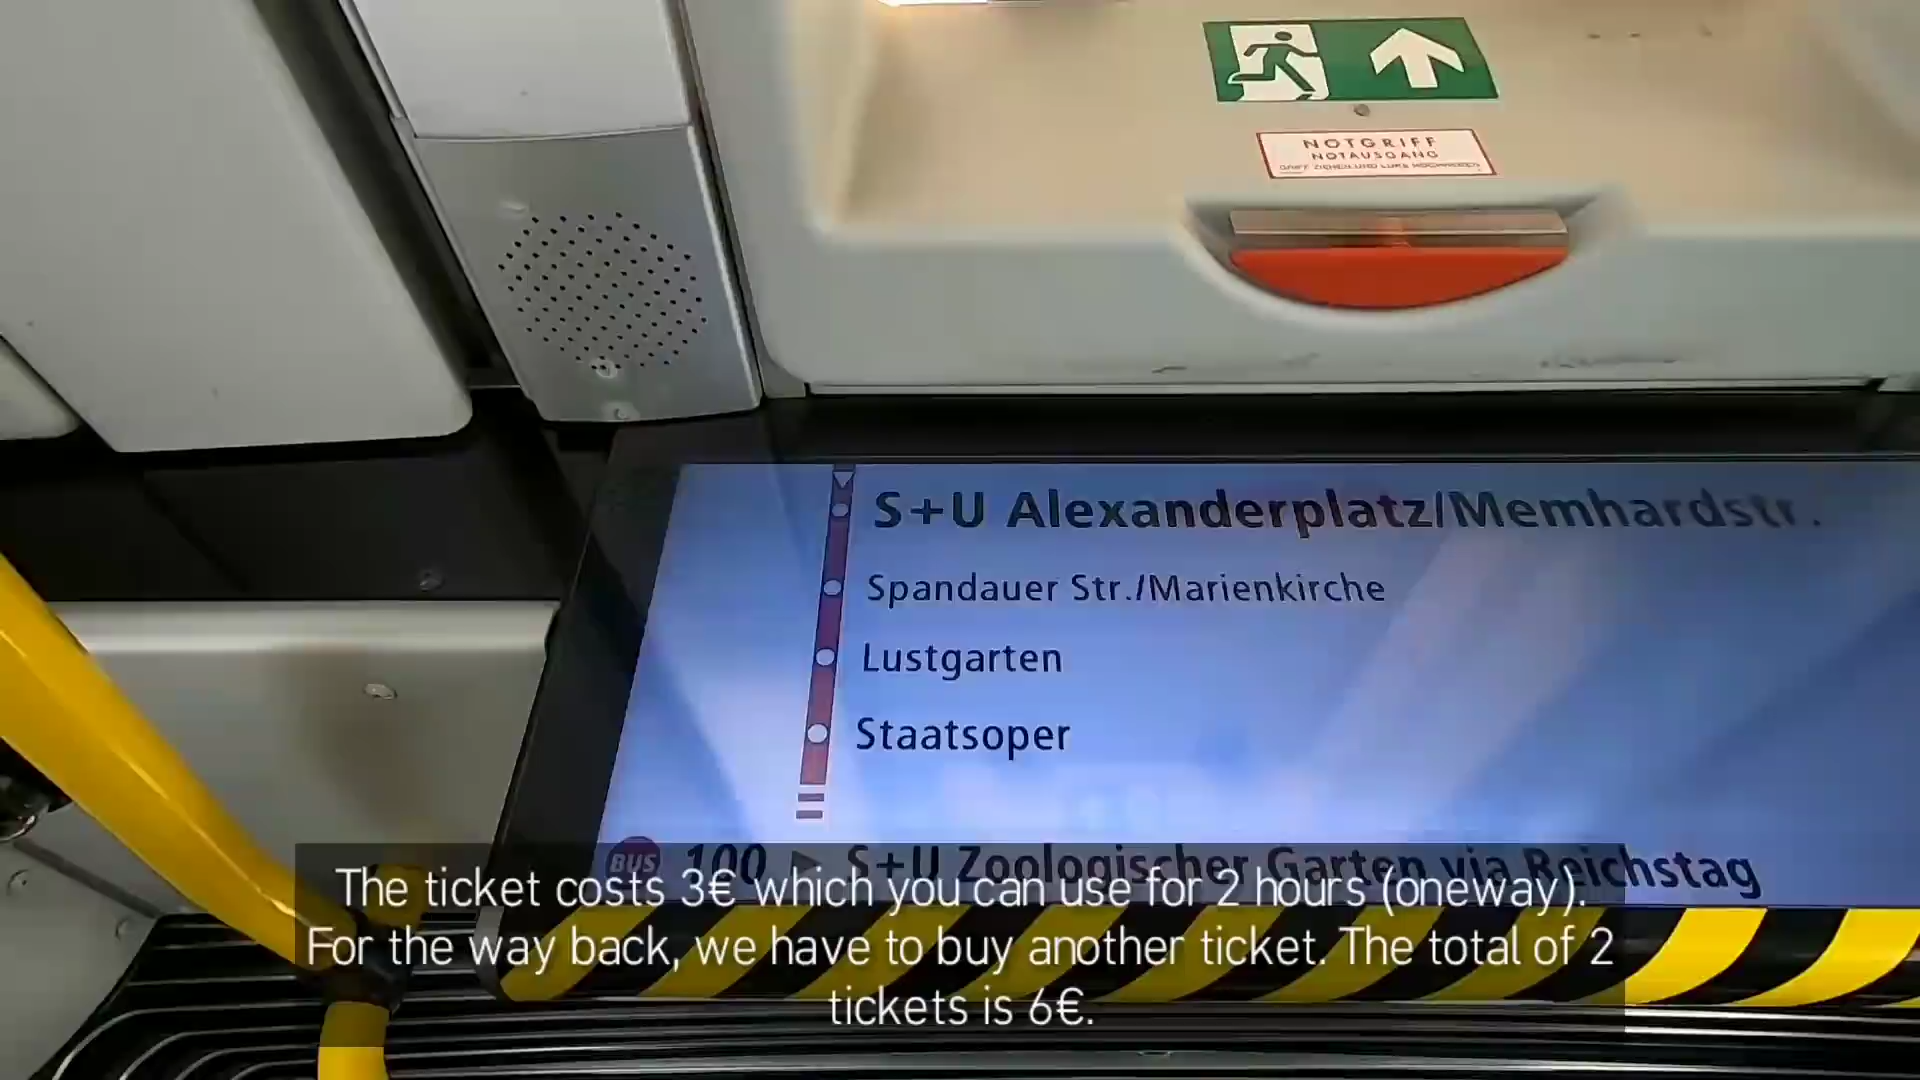 NOTGRIFF
NOTAUSGANG
S+U Alexanderplatz/Memhardstr.
Spandauer Str./Marienkirche
Lustgarten
Staatsoper
BUS 100 S+U Zoologischer Garten via Reichstag
The ticket costs 3€ which you can use for 2 hours (oneway).
For the way back, we have to buy another ticket. The total of 2
tickets is 6€.